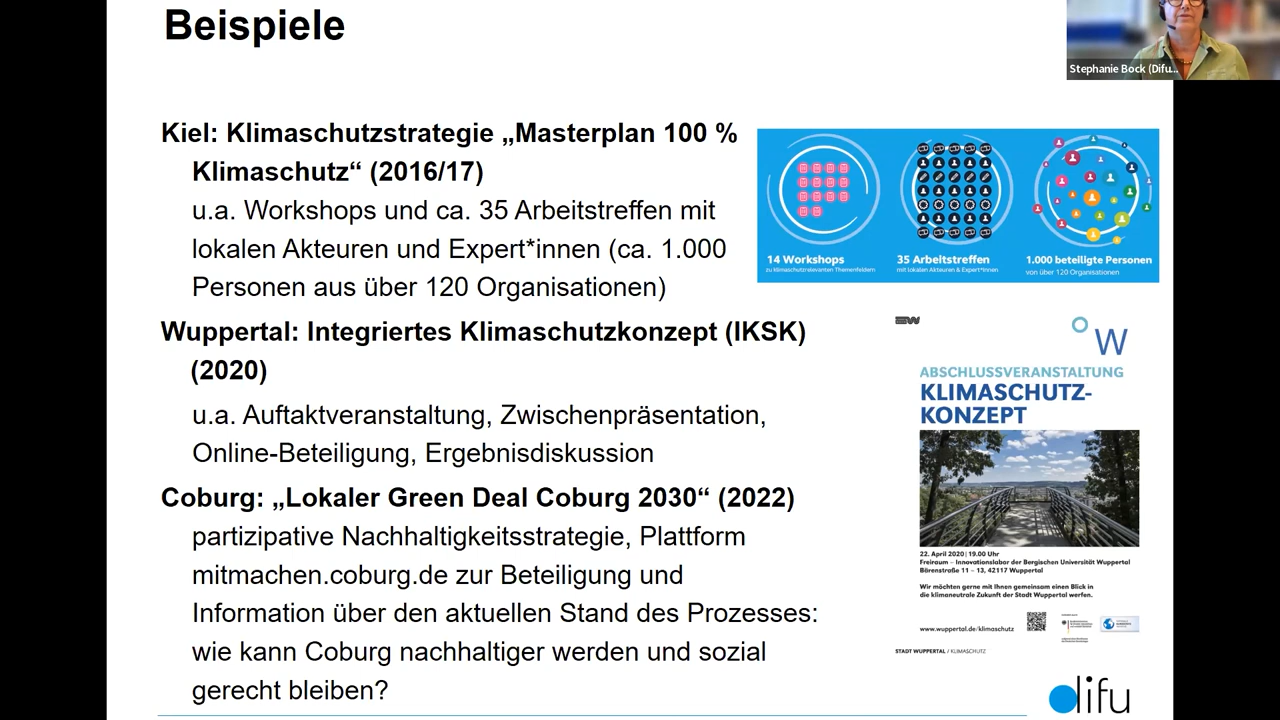 Beispiele
Stephanie Bock (Difu...
Kiel: Klimaschutzstrategie „Masterplan 100 %
Klimaschutz“ (2016/17)
u.a. Workshops und ca. 35 Arbeitstreffen mit
lokalen Akteuren und Expert*innen (ca. 1.000
Personen aus über 120 Organisationen)
14 Workshops
zu klimaschutzrelevanten Themenfeldern
35 Arbeitstreffen
mit lokalen Akteuren & Expert*innen
1.000 beteiligte Personen
von über 120 Organisationen
Wuppertal: Integriertes Klimaschutzkonzept (IKSK)
(2020)
u.a. Auftaktveranstaltung, Zwischenpräsentation,
Online-Beteiligung, Ergebnisdiskussion
Coburg: „Lokaler Green Deal Coburg 2030“ (2022)
partizipative Nachhaltigkeitsstrategie, Plattform
mitmachen.coburg.de zur Beteiligung und
Information über den aktuellen Stand des Prozesses:
wie kann Coburg nachhaltiger werden und sozial
gerecht bleiben?
W
ABSCHLUSSVERANSTALTUNG
KLIMASCHUTZ-
KONZEPT
22. April 2020 | 19.00 Uhr
Freiraum – Innovationslabor der Bergischen Universität Wuppertal
Bärenstraße 11 – 13, 42117 Wuppertal
Wir möchten gerne mit Ihnen gemeinsam einen Blick in
die klimaneutrale Zukunft der Stadt Wuppertal werfen.
www.wuppertal.de/klimaschutz
STADT WUPPERTAL / KLIMASCHUTZ
difu